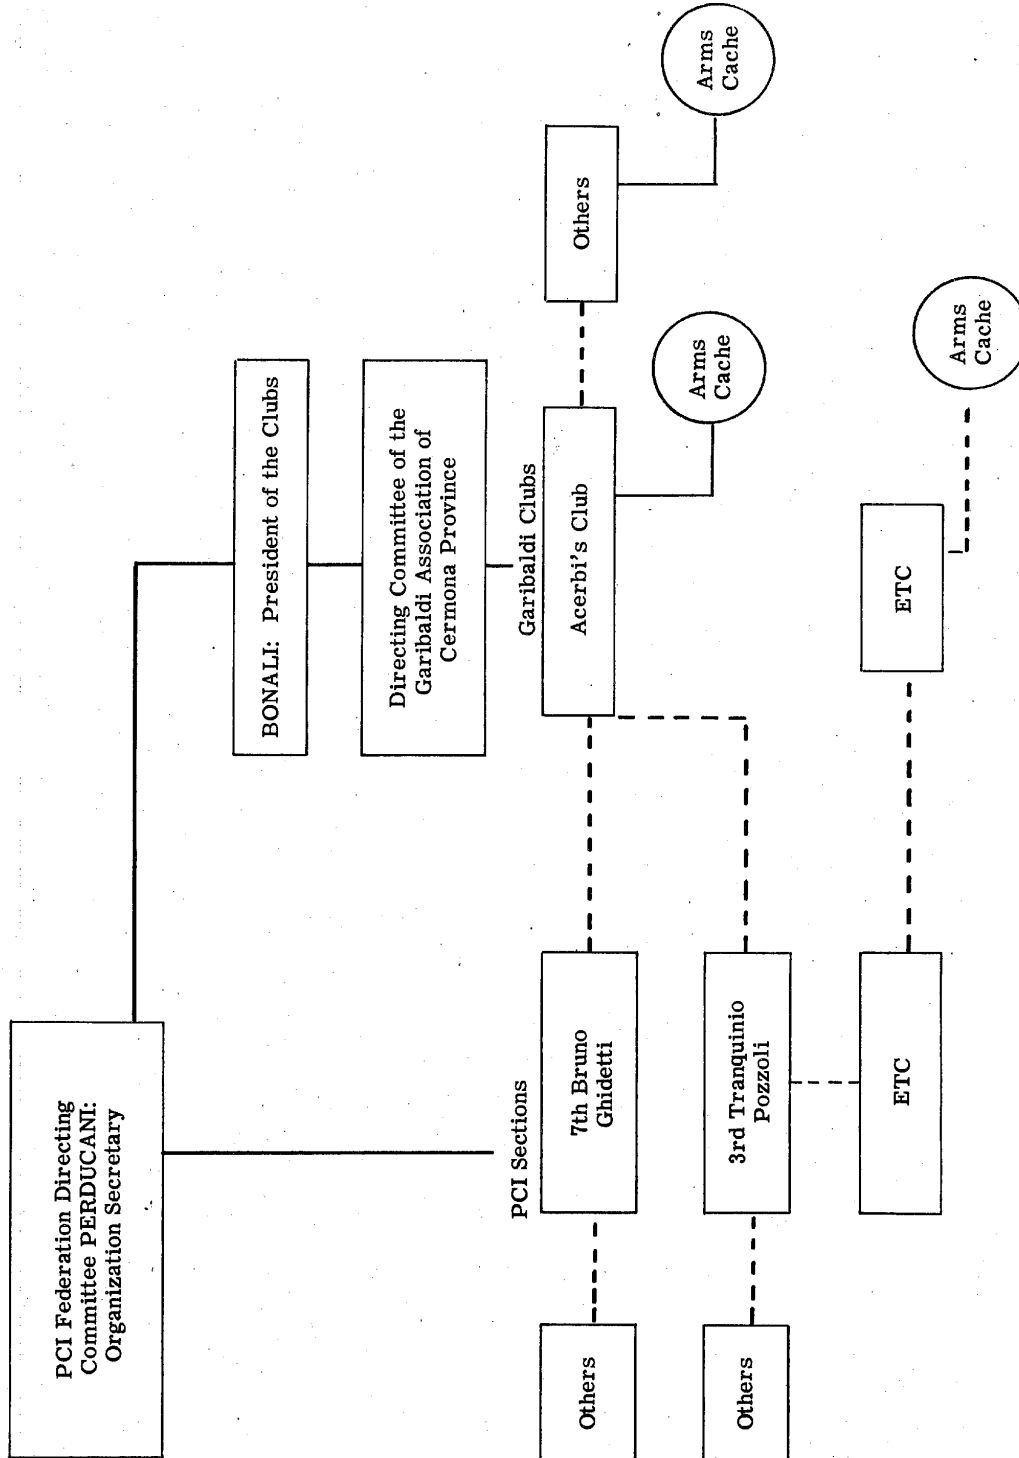 PCI Federation Directing
Committee PERDUCANI:
Organization Secretary
BONALI: President of the Clubs
Directing Committee of the
Garibaldi Association of
Cermona Province
PCI Sections
Garibaldi Clubs
Others
7th Bruno
Ghidetti
Acerbi's Club
Others
Arms
Cache
Arms
Cache
Others
3rd Tranquinio
Pozzoli
ETC
ETC
Arms
Cache